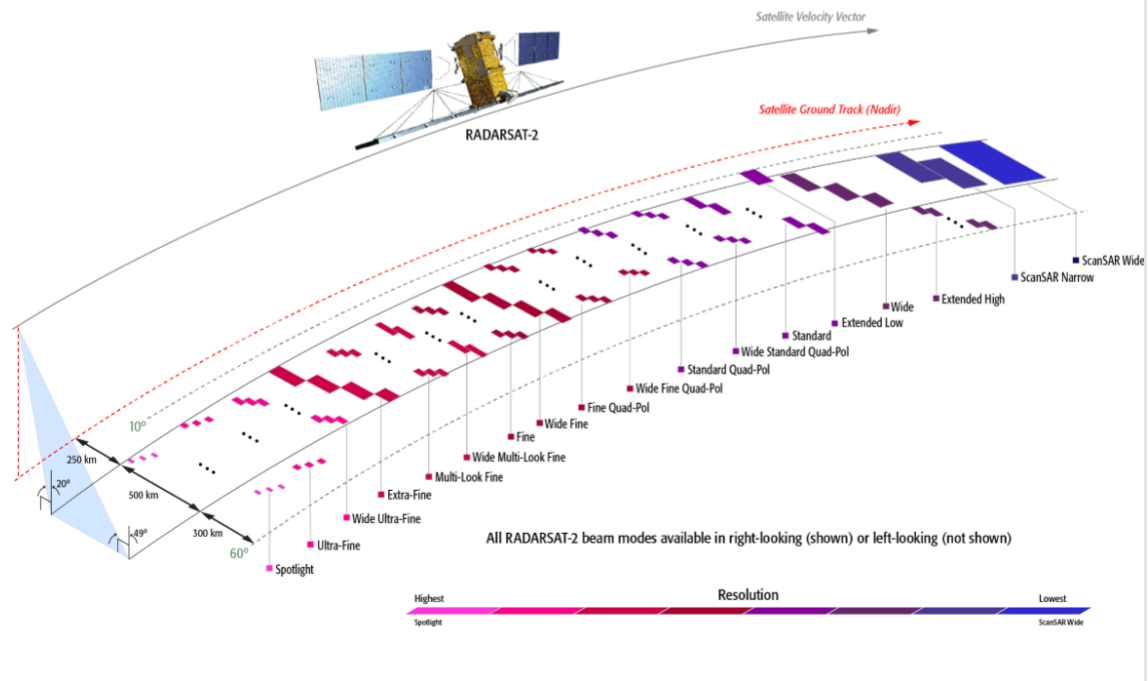 Satellite Velocity Vector
Satellite Ground Track (Nadir)
RADARSAT-2
ScanSAR Wide
ScanSAR Narrow
Extended High
Wide
Extended Low
Standard
Wide Standard Quad-Pol
Standard Quad-Pol
Wide Fine Quad-Pol
Fine Quad-Pol
Wide Fine
Fine
Wide Multi-Look Fine
Multi-Look Fine
Extra-Fine
Wide Ultra-Fine
Ultra-Fine
Spotlight
10º
250 km
20º
500 km
49º
300 km
60º
All RADARSAT-2 beam modes available in right-looking (shown) or left-looking (not shown)
Highest
Resolution
Lowest
Spotlight
ScanSAR Wide